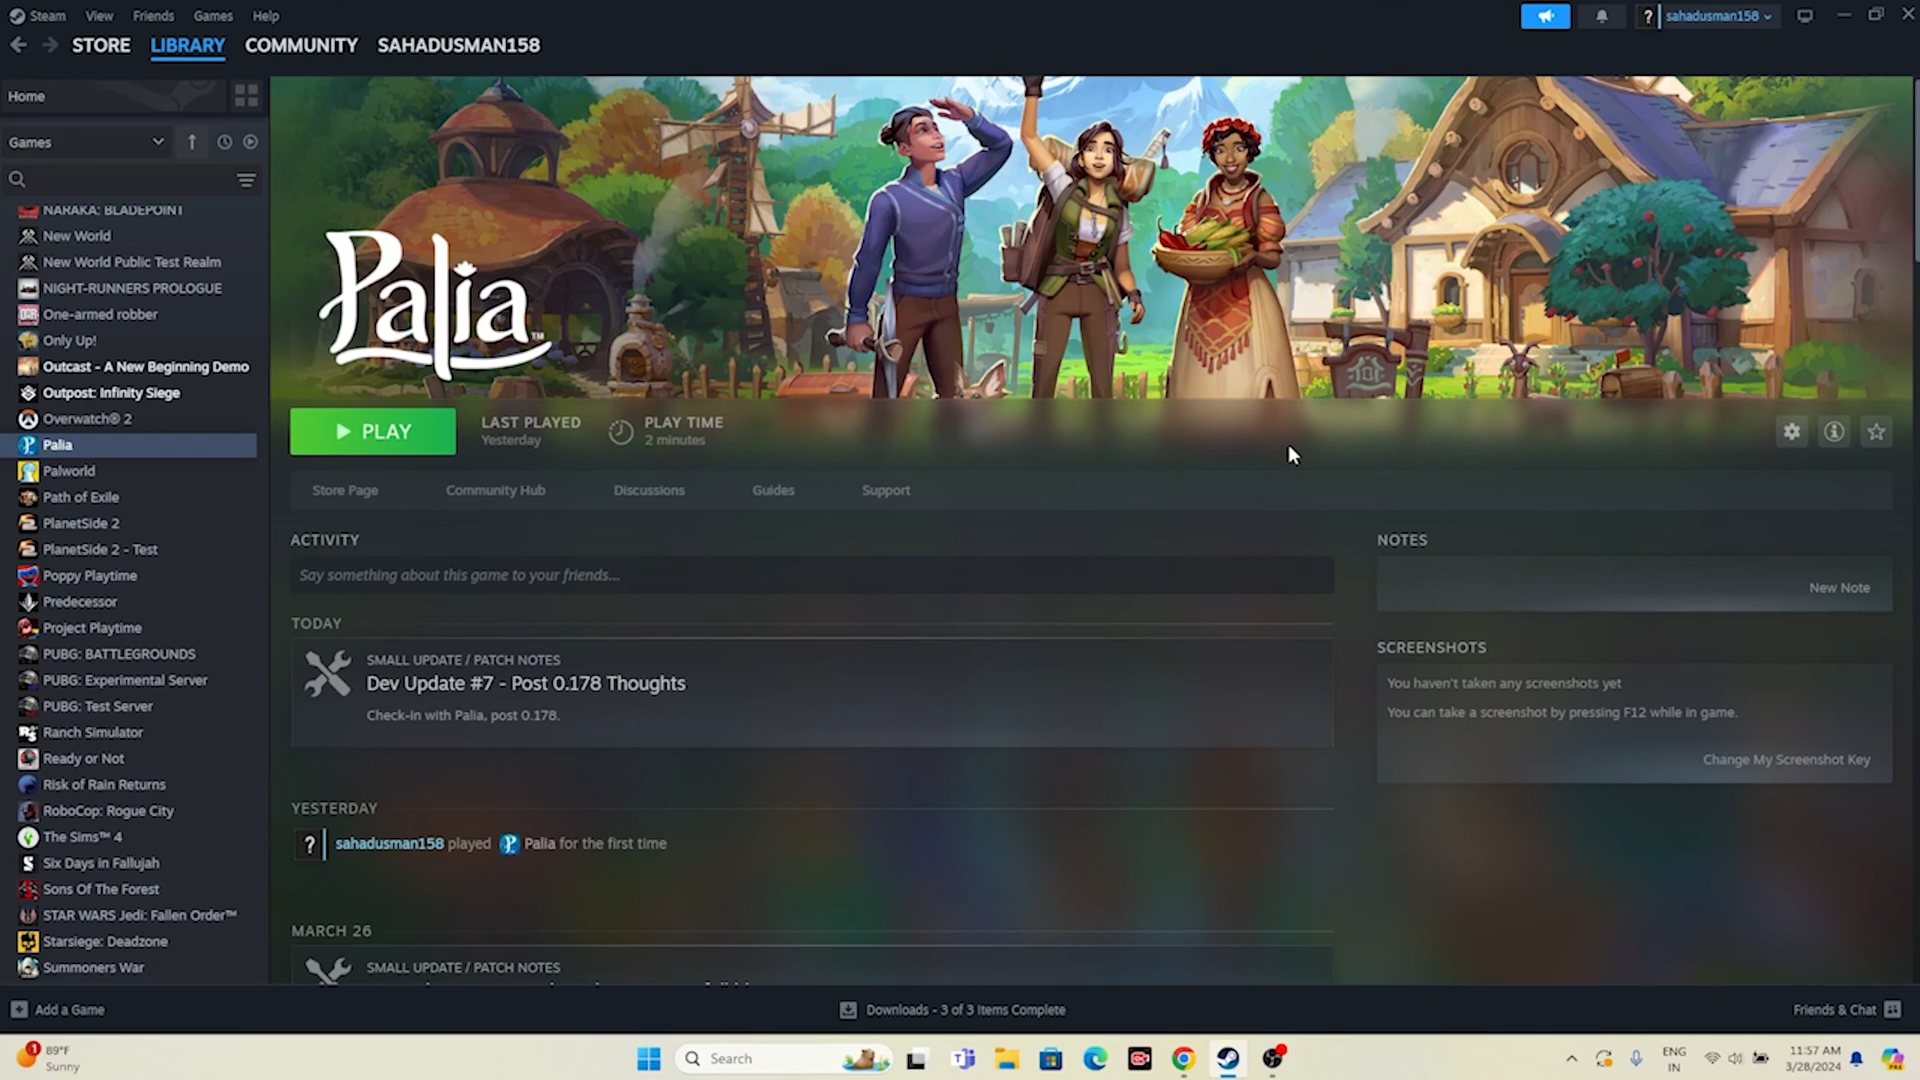 Steam View Friends Games Help
sahadusman158
STORE LIBRARY COMMUNITY SAHADUSMAN158
Home
Games
NARAKA: BLADEPOINT
New World
New World Public Test Realm
NIGHT-RUNNERS PROLOGUE
One-armed robber
Only Up!
Outcast - A New Beginning Demo
Outpost: Infinity Siege
Overwatch® 2
Palia
Palworld
Path of Exile
PlanetSide 2
PlanetSide 2 - Test
Poppy Playtime
Predecessor
Project Playtime
PUBG: BATTLEGROUNDS
PUBG: Experimental Server
PUBG: Test Server
Ranch Simulator
Ready or Not
Risk of Rain Returns
RoboCop: Rogue City
The Sims™ 4
Six Days in Fallujah
Sons Of The Forest
STAR WARS Jedi: Fallen Order™
Starsiege: Deadzone
Summoners War
Palia™
PLAY
LAST PLAYED
Yesterday
PLAY TIME
2 minutes
Store Page Community Hub Discussions Guides Support
ACTIVITY
Say something about this game to your friends...
TODAY
SMALL UPDATE / PATCH NOTES
Dev Update #7 - Post 0.178 Thoughts
Check-in with Palia, post 0.178.
YESTERDAY
? sahadusman158 played Palia for the first time
MARCH 26
SMALL UPDATE / PATCH NOTES
NOTES
New Note
SCREENSHOTS
You haven't taken any screenshots yet
You can take a screenshot by pressing F12 while in game.
Change My Screenshot Key
Add a Game
Downloads - 3 of 3 Items Complete
Friends & Chat
1
89°F
Sunny
Search
ENG
IN
11:57 AM
3/28/2024